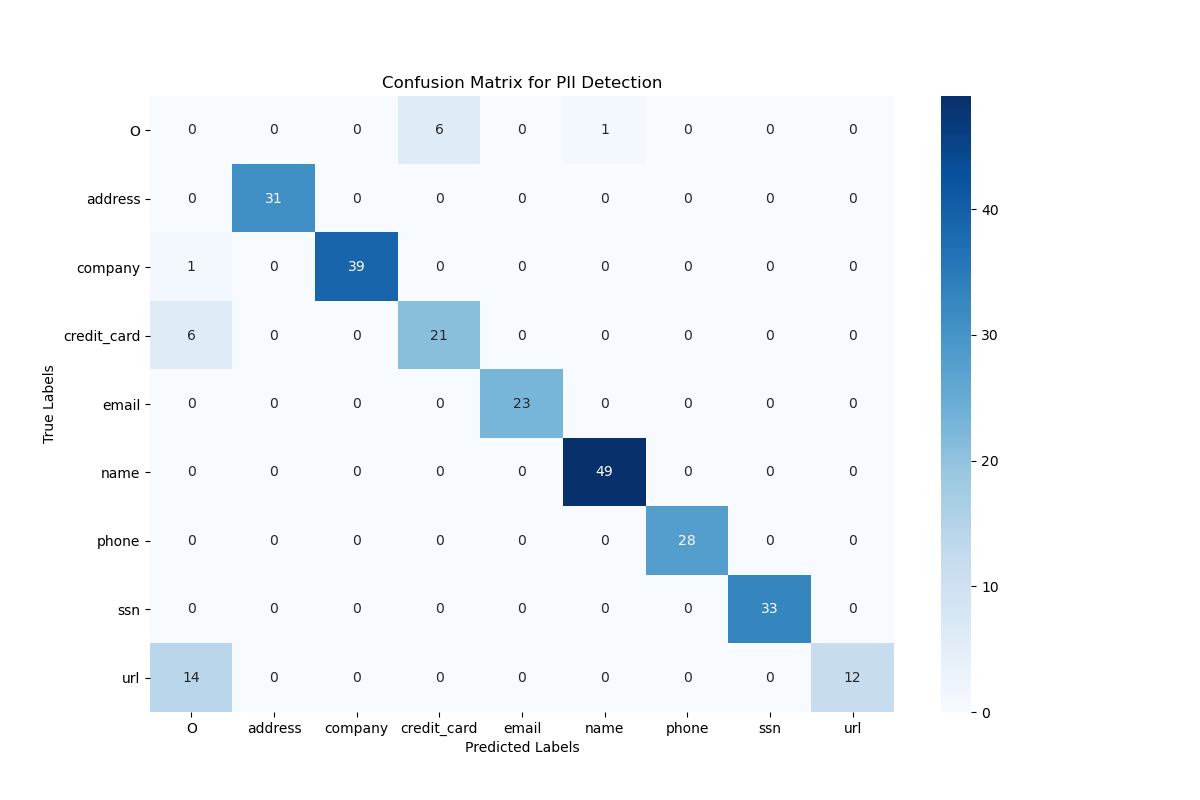 Confusion Matrix for PII Detection
O 0 0 0 6 0 1 0 0 0
address 0 31 0 0 0 0 0 0 0
company 1 0 39 0 0 0 0 0 0
credit_card 6 0 0 21 0 0 0 0 0
email 0 0 0 0 23 0 0 0 0
name 0 0 0 0 0 49 0 0 0
phone 0 0 0 0 0 0 28 0 0
ssn 0 0 0 0 0 0 0 33 0
url 14 0 0 0 0 0 0 0 12
O address company credit_card email name phone ssn url
Predicted Labels
True Labels
40
30
20
10
0